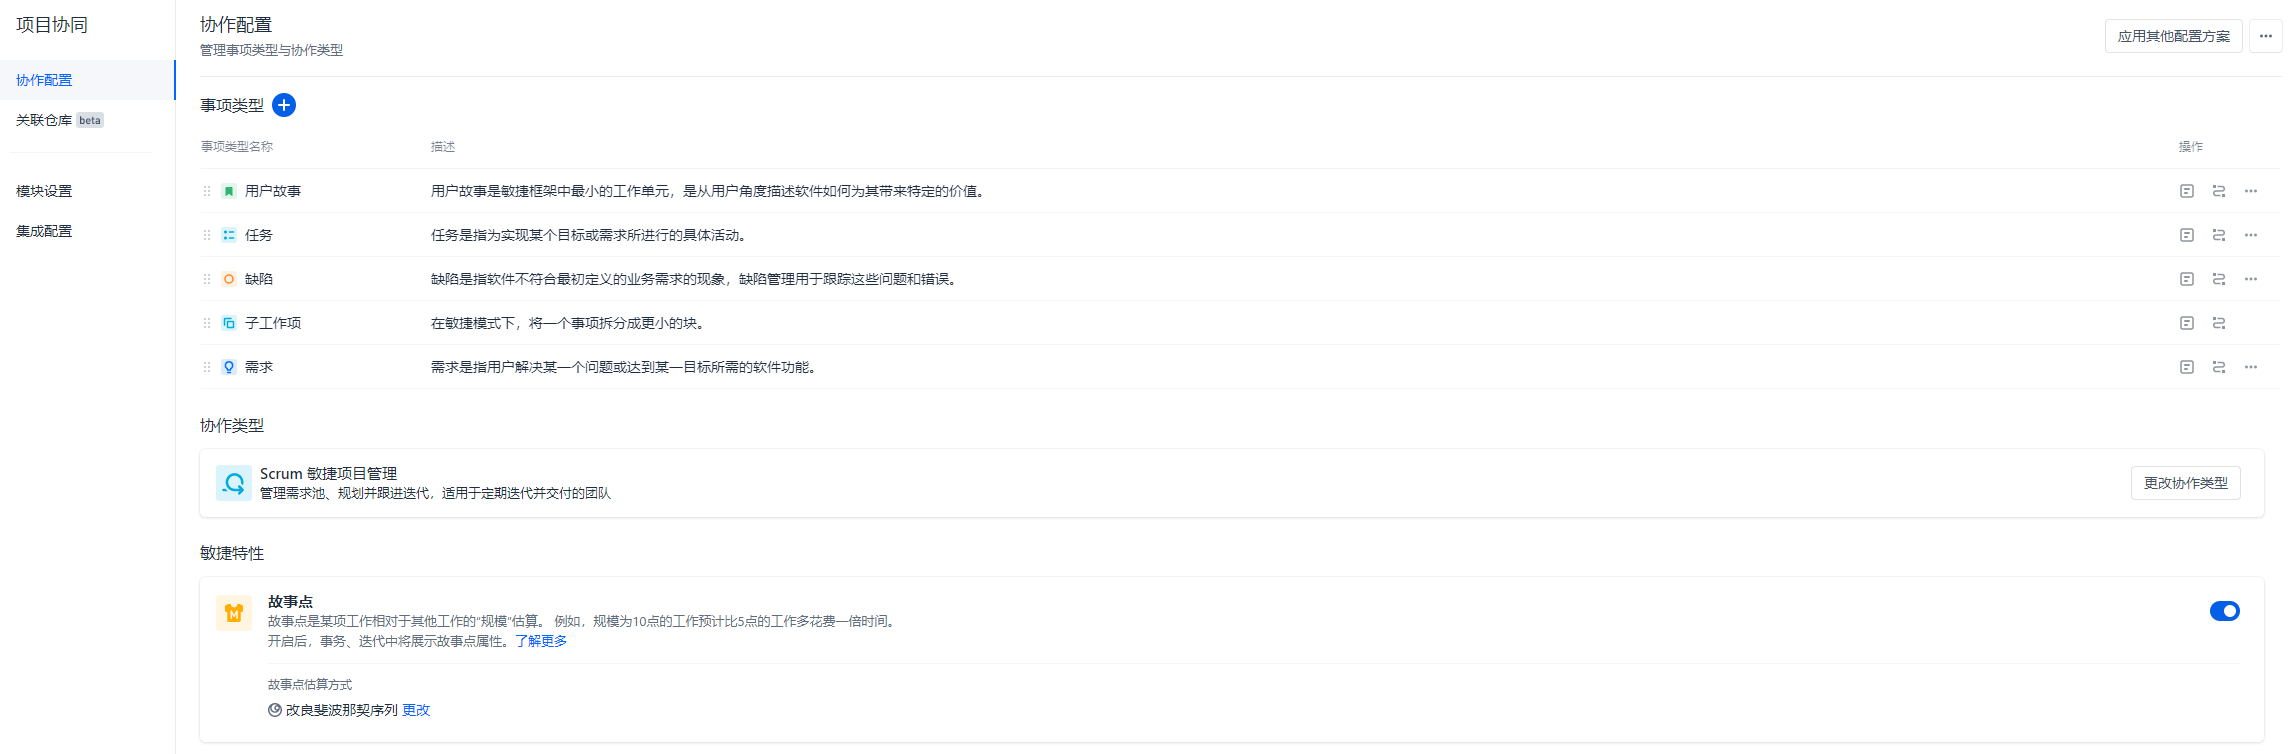 项目协同
协作配置
关联仓库 beta
模块设置
集成配置
协作配置
管理事项类型与协作类型
应用其他配置方案
事项类型
事项类型名称 描述 操作
用户故事 用户故事是敏捷框架中最小的工作单元，是从用户角度描述软件如何为其带来特定的价值。
任务 任务是指为实现某个目标或需求所进行的具体活动。
缺陷 缺陷是指软件不符合最初定义的业务需求的现象，缺陷管理用于跟踪这些问题和错误。
子工作项 在敏捷模式下，将一个事项拆分成更小的块。
需求 需求是指用户解决某一个问题或达到某一目标所需的软件功能。
协作类型
Scrum 敏捷项目管理
管理需求池、规划并跟进迭代，适用于定期迭代并交付的团队
更改协作类型
敏捷特性
M
故事点
故事点是某项工作相对于其他工作的“规模”估算。 例如，规模为10点的工作预计比5点的工作多花费一倍时间。
开启后，事务、迭代中将展示故事点属性。了解更多
故事点估算方式
改良斐波那契序列 更改